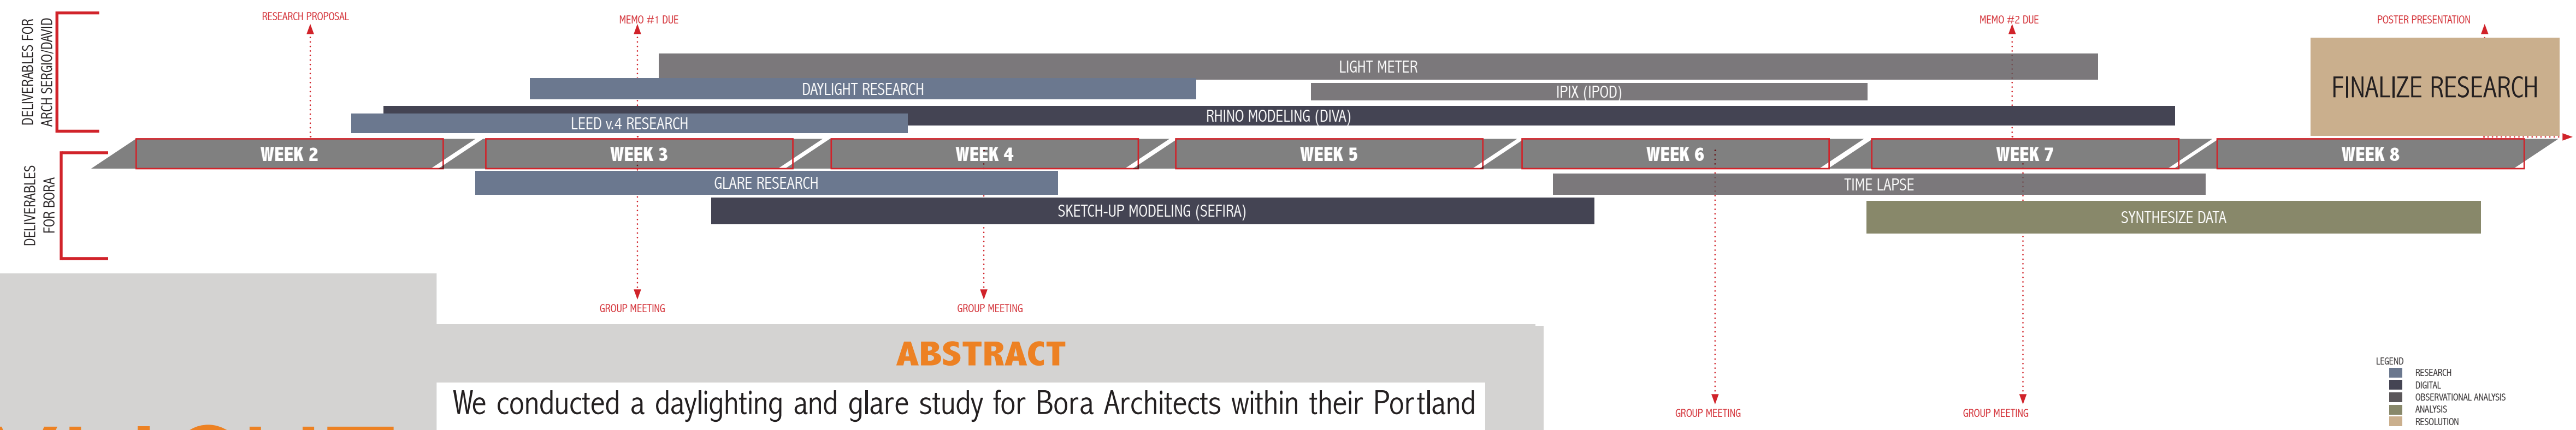 RESEARCH PROPOSAL
MEMO #1 DUE
MEMO #2 DUE
POSTER PRESENTATION
DELIVERABLES FOR
ARCH SERGIO/DAVID
LIGHT METER
DAYLIGHT RESEARCH
IPIX (IPOD)
FINALIZE RESEARCH
RHINO MODELING (DIVA)
LEED v.4 RESEARCH
WEEK 2
WEEK 3
WEEK 4
WEEK 5
WEEK 6
WEEK 7
WEEK 8
DELIVERABLES
FOR BORA
GLARE RESEARCH
TIME LAPSE
SKETCH-UP MODELING (SEFIRA)
SYNTHESIZE DATA
GROUP MEETING
GROUP MEETING
GROUP MEETING
GROUP MEETING
ABSTRACT
We conducted a daylighting and glare study for Bora Architects within their Portland
LEGEND
RESEARCH
DIGITAL
OBSERVATIONAL ANALYSIS
ANALYSIS
RESOLUTION